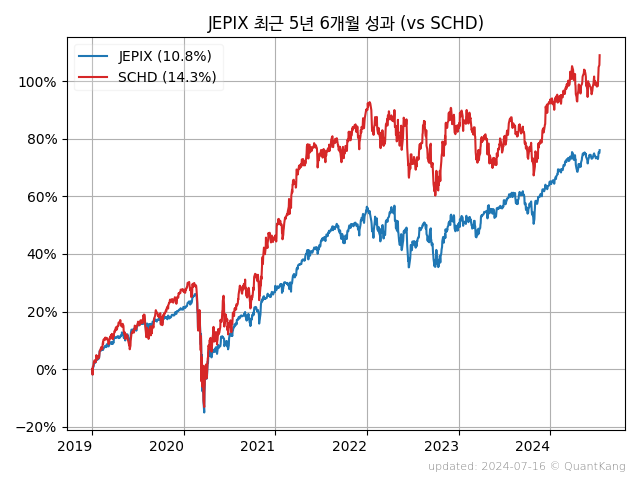 JEPIX 최근 5년 6개월 성과 (vs SCHD)
JEPIX (10.8%)
SCHD (14.3%)
100%
80%
60%
40%
20%
0%
−20%
2019 2020 2021 2022 2023 2024
updated: 2024-07-16 © QuantKang